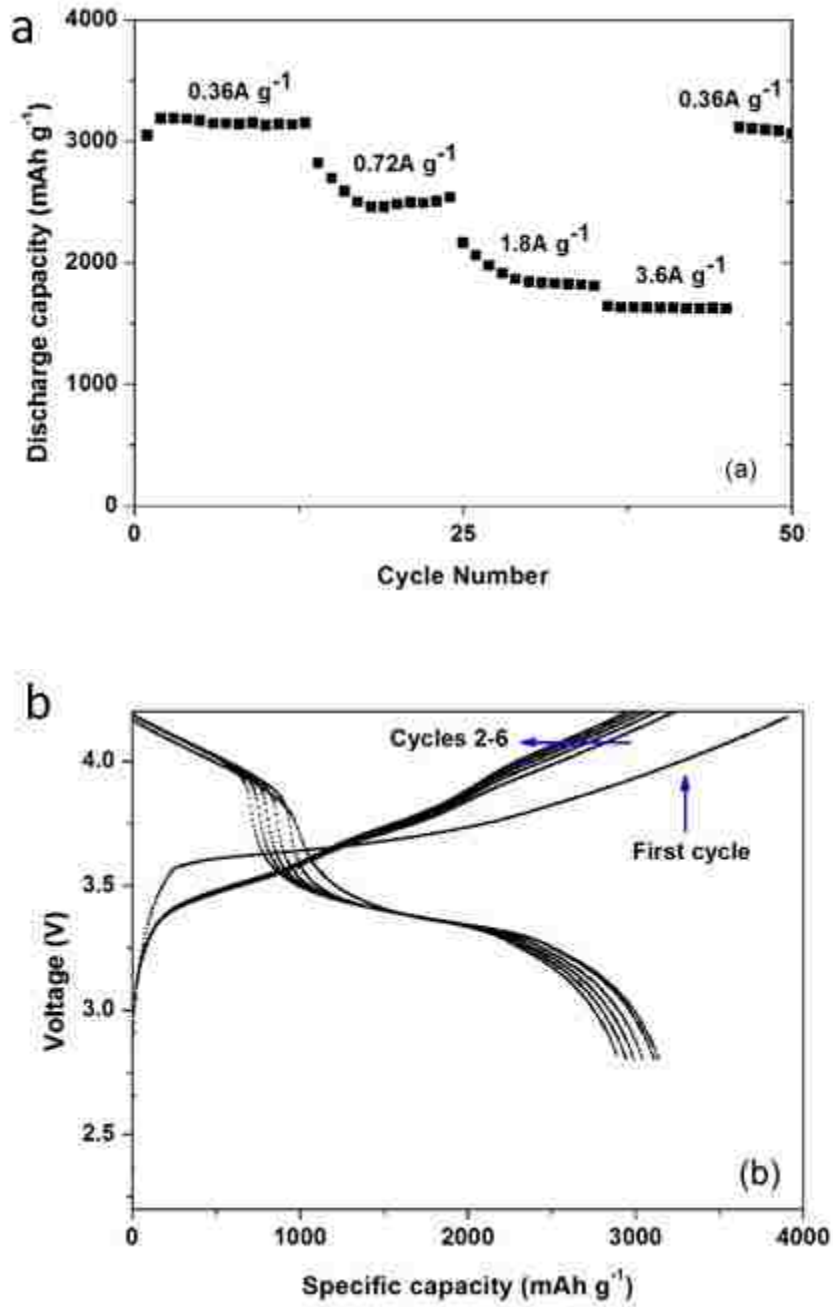 a
4000
0.36A g⁻¹
0.36A g⁻¹
3000
0.72A g⁻¹
2000
1.8A g⁻¹
3.6A g⁻¹
1000
(a)
0
0
25
50
Discharge capacity (mAh g⁻¹)
Cycle Number
b
4.0
Cycles 2-6
First cycle
3.5
3.0
2.5
(b)
0
1000
2000
3000
4000
Voltage (V)
Specific capacity (mAh g⁻¹)